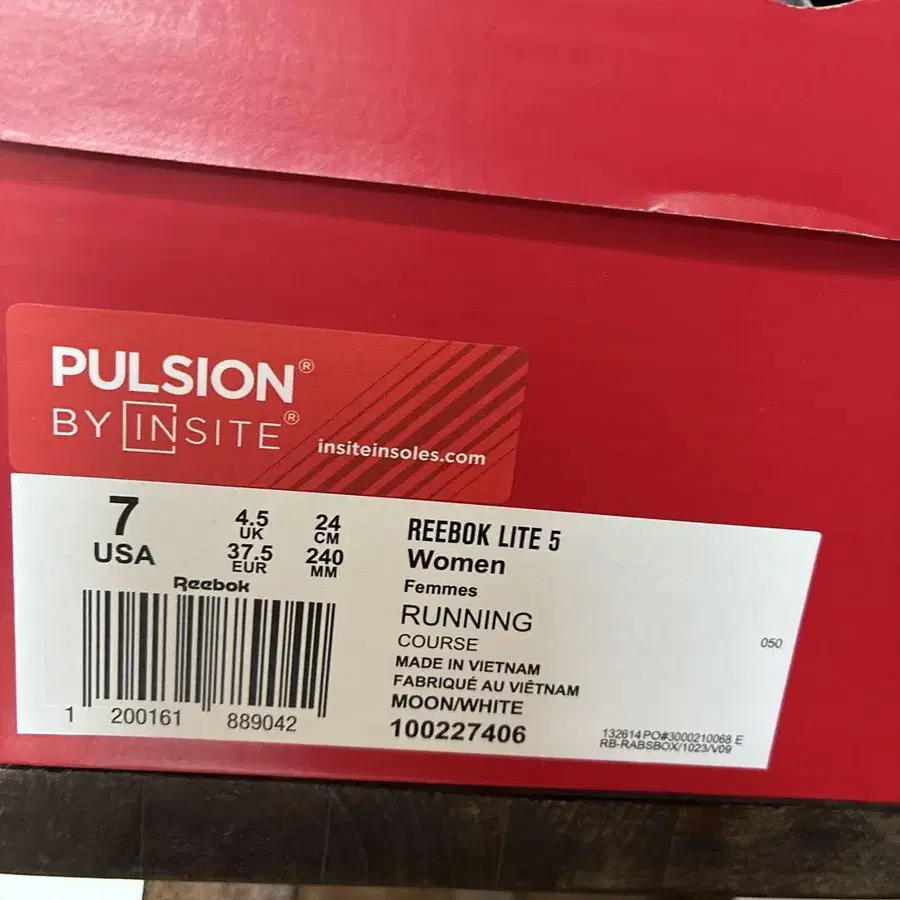 PULSION®
BY INSITE®
insiteinsoles.com
7
USA
4.5
UK
37.5
EUR
24
CM
240
MM
Reebok
1 200161 889042
REEBOK LITE 5
Women
Femmes
RUNNING
COURSE
MADE IN VIETNAM
FABRIQUÉ AU VIÊTNAM
MOON/WHITE
100227406
050
132614 PO#3000210068 E
RB-RABSBOX/1023/V09